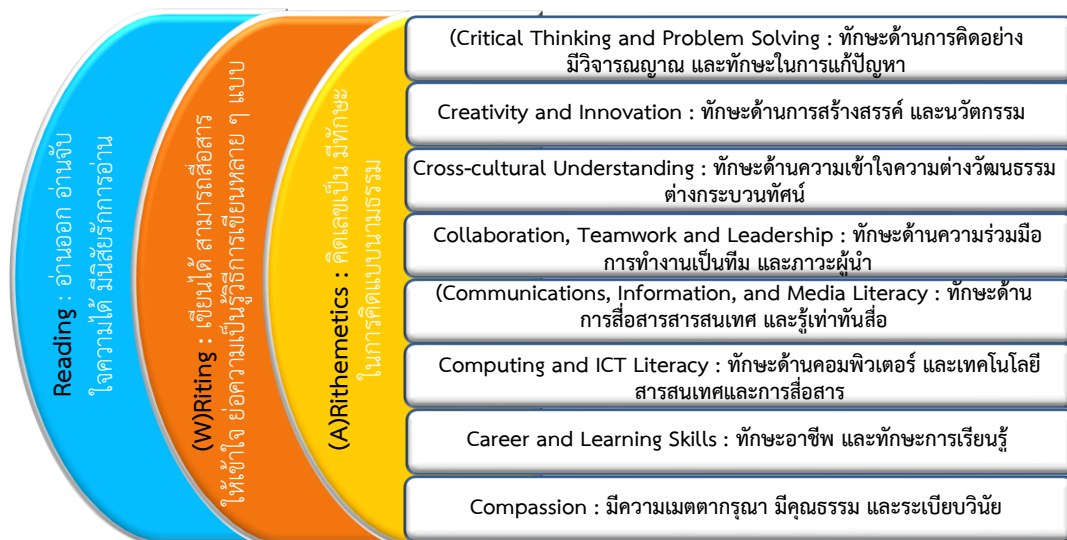 Reading : อ่านออก อ่านจับ
ใจความได้ มีนิสัยรักการอ่าน
(W)Riting : เขียนได้ สามารถสื่อสาร
ให้เข้าใจ ย่อความเป็นรู้วิธีการเขียนหลาย ๆ แบบ
(A)Rithemetics : คิดเลขเป็น มีทักษะ
ในการคิดแบบนามธรรม
(Critical Thinking and Problem Solving : ทักษะด้านการคิดอย่าง
มีวิจารณญาณ และทักษะในการแก้ปัญหา
Creativity and Innovation : ทักษะด้านการสร้างสรรค์ และนวัตกรรม
Cross-cultural Understanding : ทักษะด้านความเข้าใจความต่างวัฒนธรรม
ต่างกระบวนทัศน์
Collaboration, Teamwork and Leadership : ทักษะด้านความร่วมมือ
การทำงานเป็นทีม และภาวะผู้นำ
(Communications, Information, and Media Literacy : ทักษะด้าน
การสื่อสารสารสนเทศ และรู้เท่าทันสื่อ
Computing and ICT Literacy : ทักษะด้านคอมพิวเตอร์ และเทคโนโลยี
สารสนเทศและการสื่อสาร
Career and Learning Skills : ทักษะอาชีพ และทักษะการเรียนรู้
Compassion : มีความเมตตากรุณา มีคุณธรรม และระเบียบวินัย